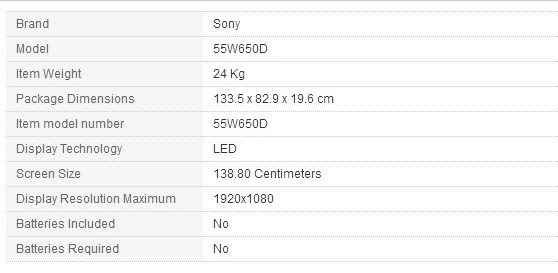 Brand Sony
Model 55W650D
Item Weight 24 Kg
Package Dimensions 133.5 x 82.9 x 19.6 cm
Item model number 55W650D
Display Technology LED
Screen Size 138.80 Centimeters
Display Resolution Maximum 1920x1080
Batteries Included No
Batteries Required No